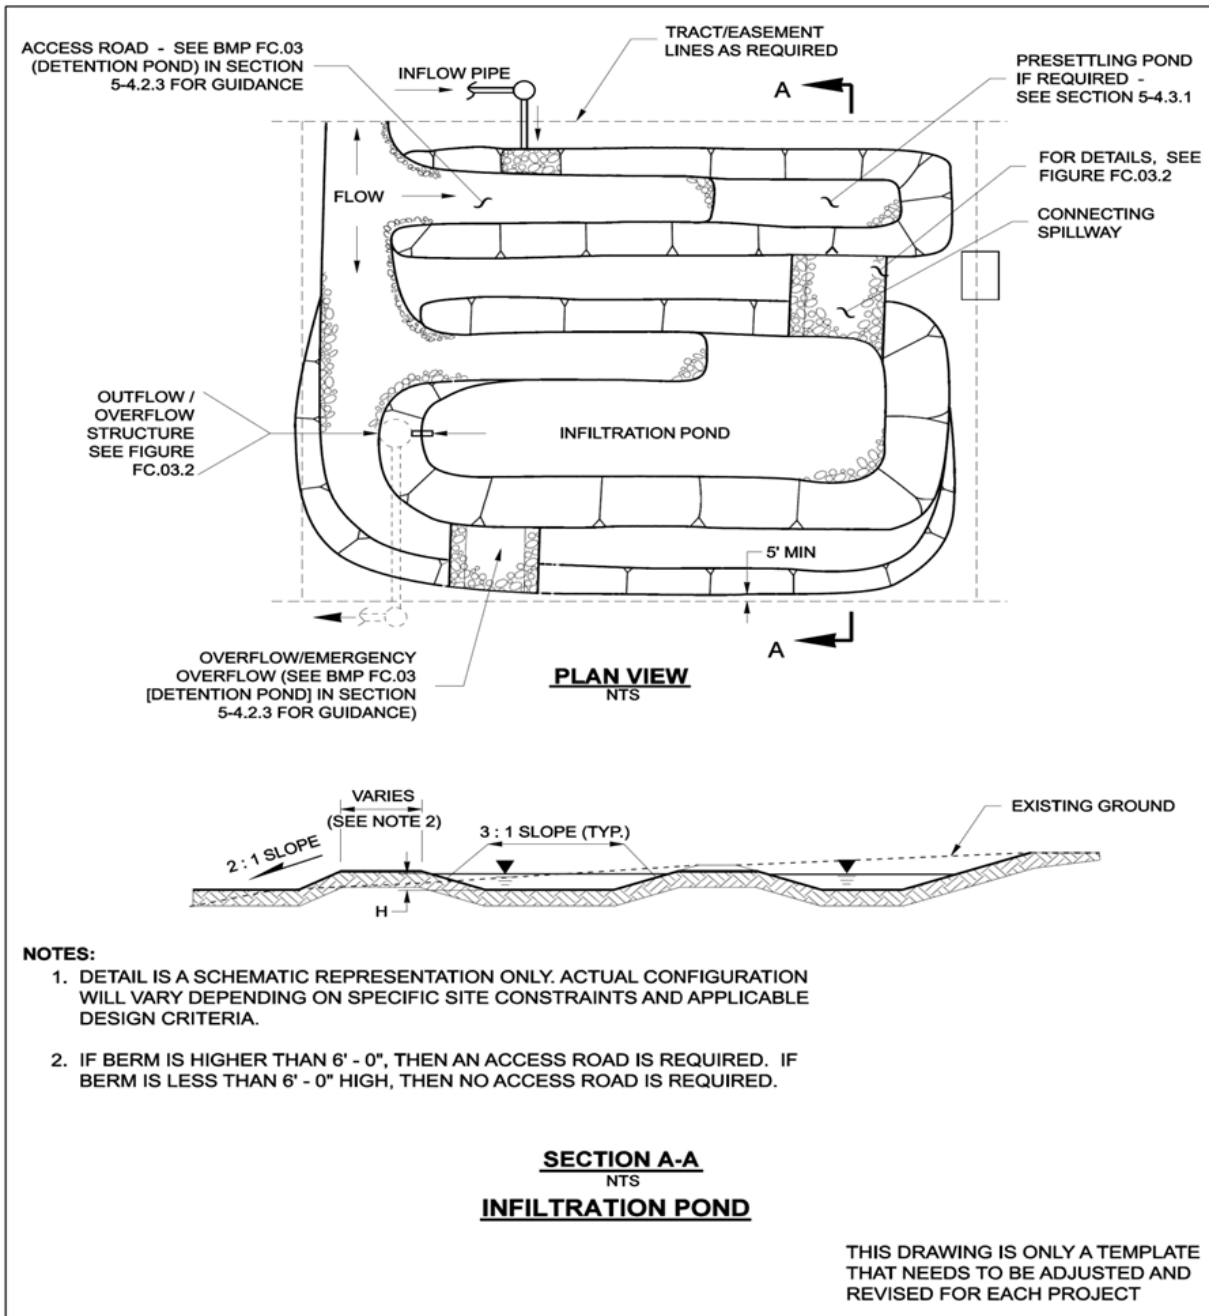 ACCESS ROAD - SEE BMP FC.03
(DETENTION POND) IN SECTION
5-4.2.3 FOR GUIDANCE
INFLOW PIPE
TRACT/EASEMENT
LINES AS REQUIRED
A
PRESETTLING POND
IF REQUIRED -
SEE SECTION 5-4.3.1
FOR DETAILS, SEE
FIGURE FC.03.2
CONNECTING
SPILLWAY
FLOW
OUTFLOW /
OVERFLOW
STRUCTURE
SEE FIGURE
FC.03.2
INFILTRATION POND
5' MIN
A
OVERFLOW/EMERGENCY
OVERFLOW (SEE BMP FC.03
[DETENTION POND] IN SECTION
5-4.2.3 FOR GUIDANCE)
PLAN VIEW
NTS
VARIES
(SEE NOTE 2)
2 : 1 SLOPE
3 : 1 SLOPE (TYP.)
EXISTING GROUND
H
NOTES:
1. DETAIL IS A SCHEMATIC REPRESENTATION ONLY. ACTUAL CONFIGURATION
WILL VARY DEPENDING ON SPECIFIC SITE CONSTRAINTS AND APPLICABLE
DESIGN CRITERIA.
2. IF BERM IS HIGHER THAN 6' - 0", THEN AN ACCESS ROAD IS REQUIRED. IF
BERM IS LESS THAN 6' - 0" HIGH, THEN NO ACCESS ROAD IS REQUIRED.
SECTION A-A
NTS
INFILTRATION POND
THIS DRAWING IS ONLY A TEMPLATE
THAT NEEDS TO BE ADJUSTED AND
REVISED FOR EACH PROJECT